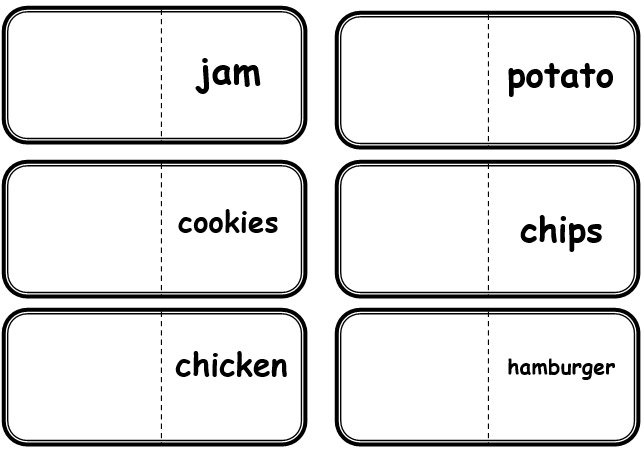 jam
potato
cookies
chips
chicken
hamburger